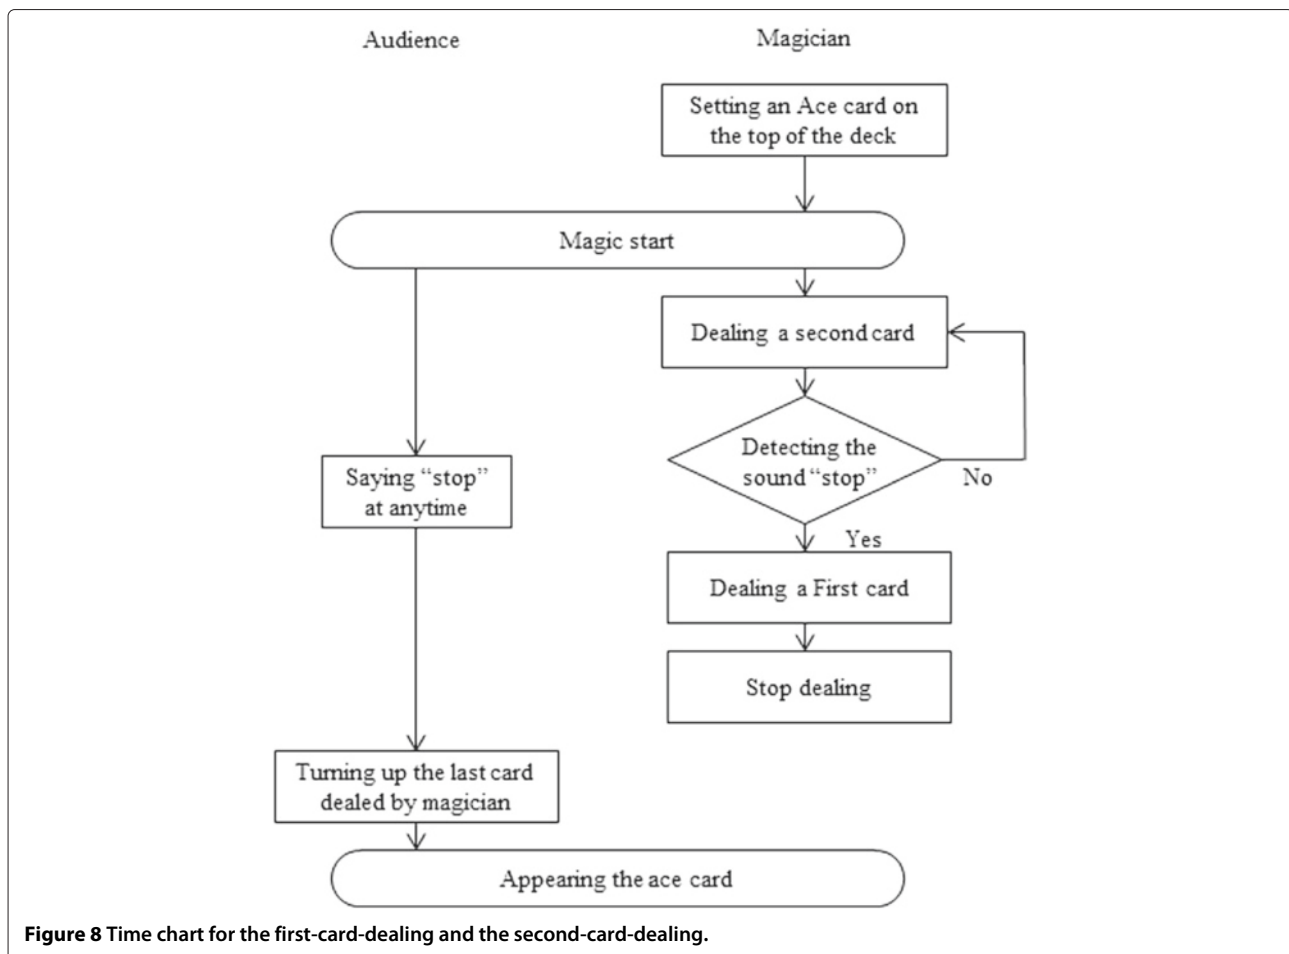 Audience
Magician
Setting an Ace card on
the top of the deck
Magic start
Dealing a second card
Detecting the
sound “stop”
No
Saying “stop”
at anytime
Yes
Dealing a First card
Stop dealing
Turning up the last card
dealed by magician
Appearing the ace card
Figure 8 Time chart for the first-card-dealing and the second-card-dealing.